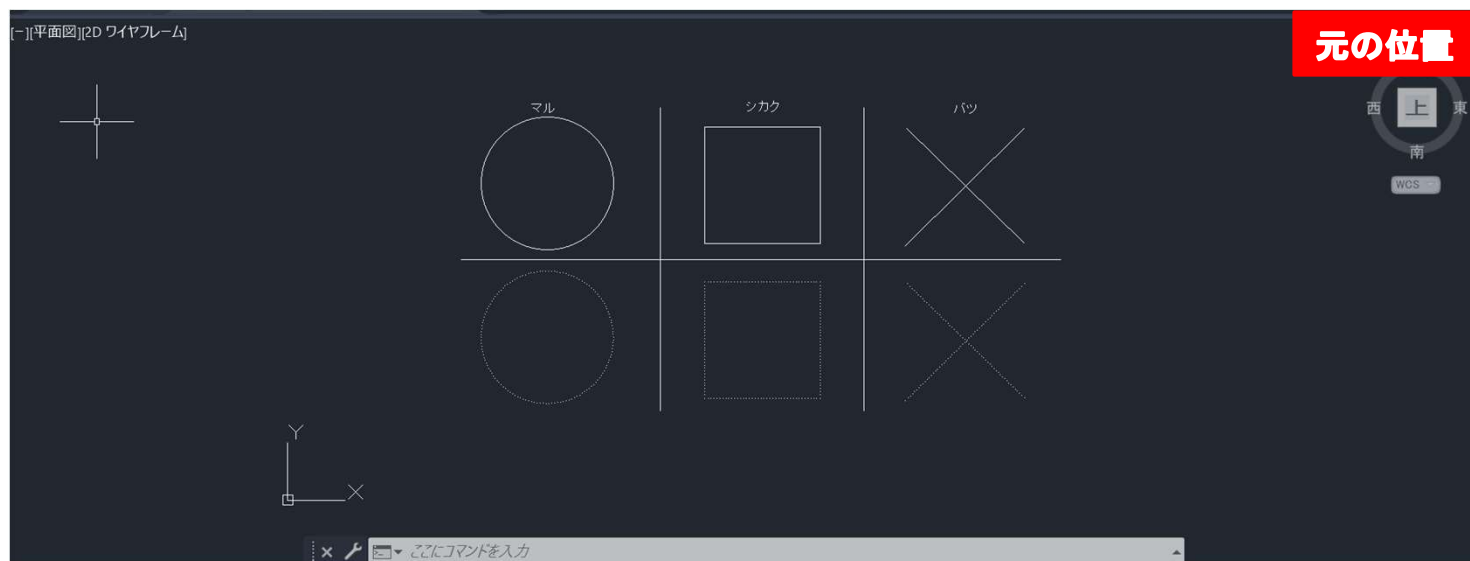 [−][平面図][2D ワイヤフレーム]
元の位置
マル
シカク
バツ
西
上
東
南
WCS
Y
X
ここにコマンドを入力